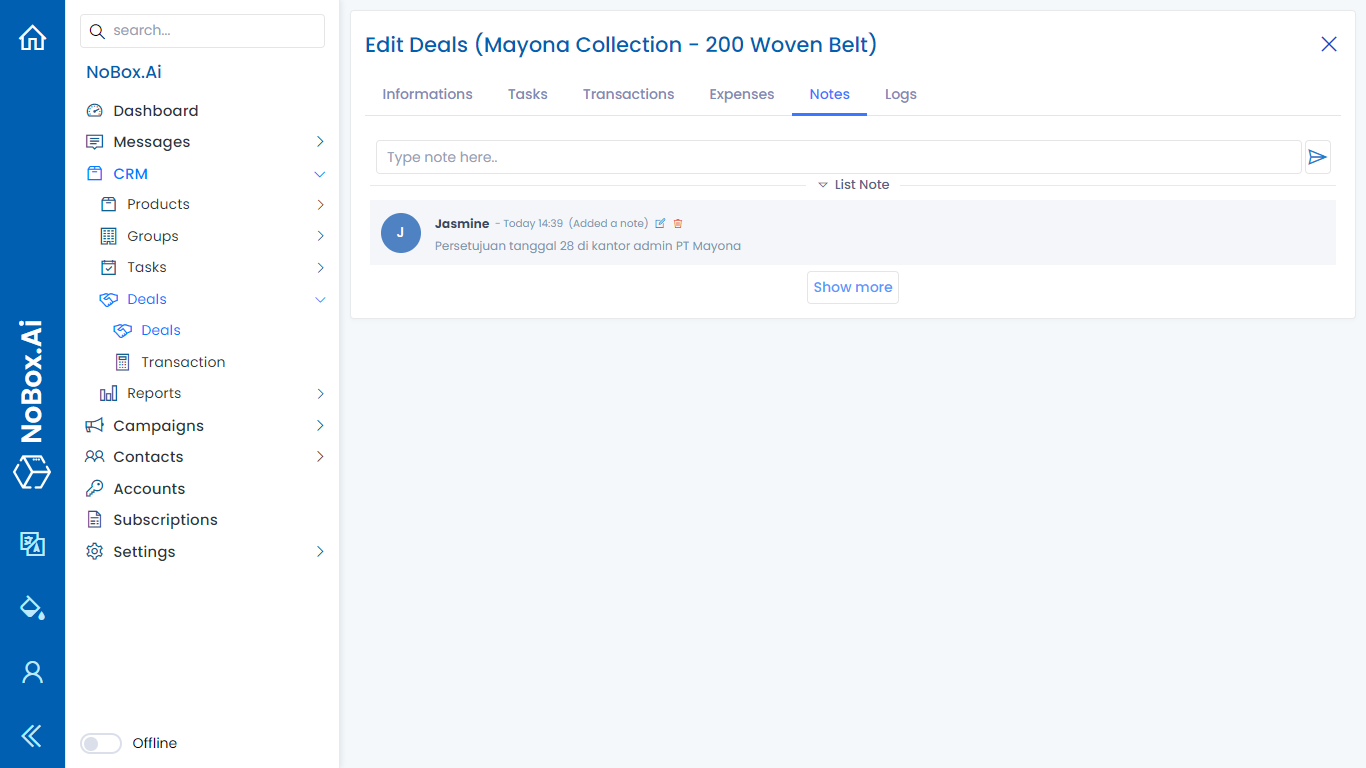 search...
NoBox.Ai
Dashboard
Messages
CRM
Products
Groups
Tasks
Deals
Deals
Transaction
Reports
Campaigns
Contacts
Accounts
Subscriptions
Settings
Offline
NoBox.Ai
Edit Deals (Mayona Collection - 200 Woven Belt)
Informations Tasks Transactions Expenses Notes Logs
Type note here..
List Note
J
Jasmine - Today 14:39 (Added a note)
Persetujuan tanggal 28 di kantor admin PT Mayona
Show more